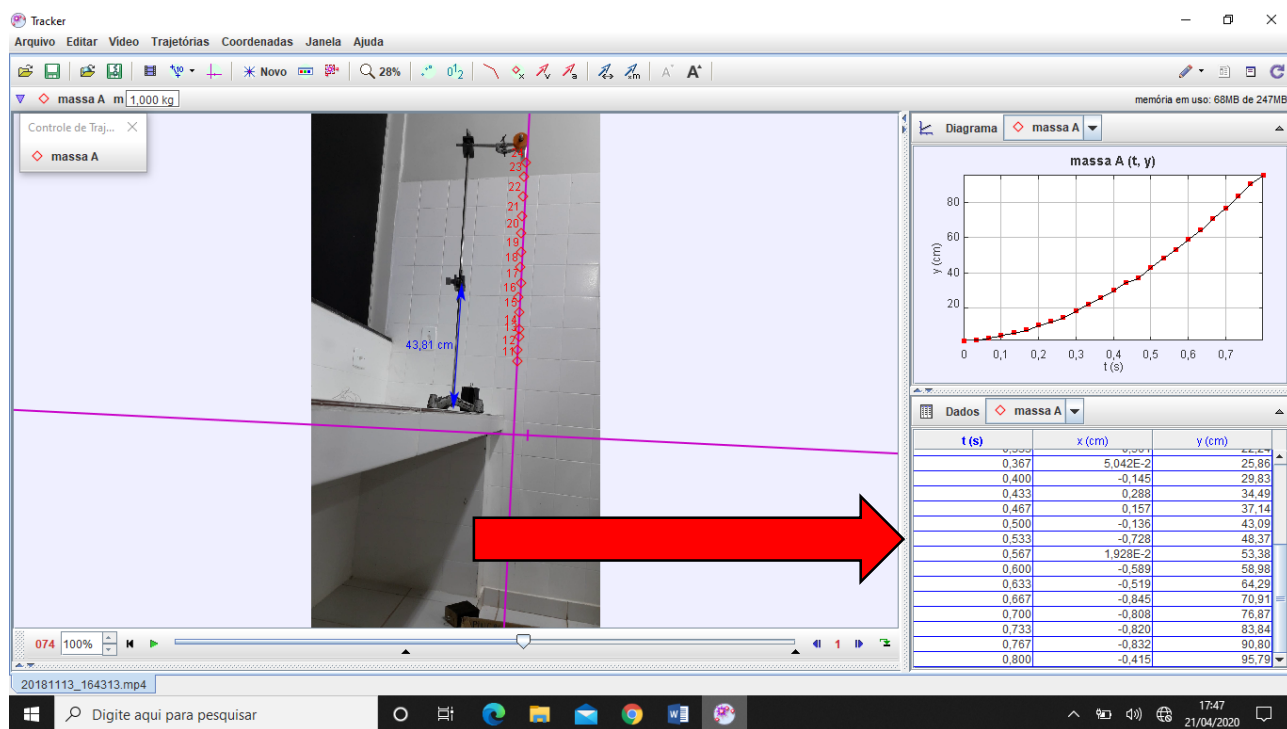 Tracker
Arquivo Editar Video Trajetórias Coordenadas Janela Ajuda
Novo 28%
massa A m 1,000 kg
memória em uso: 68MB de 247MB
Controle de Traj...
massa A
23
22
21
20
19
18
17
16
15
14
13
12
11
43,81 cm
Diagrama massa A
massa A (t, y)
y (cm)
80
60
40
20
0 0,1 0,2 0,3 0,4 0,5 0,6 0,7
t (s)
Dados massa A
t (s) x (cm) y (cm)
0,367 5,042E-2 25,86
0,400 -0,145 29,83
0,433 0,288 34,49
0,467 0,157 37,14
0,500 -0,136 43,09
0,533 -0,728 48,37
0,567 1,928E-2 53,38
0,600 -0,589 58,98
0,633 -0,519 64,29
0,667 -0,845 70,91
0,700 -0,808 76,87
0,733 -0,820 83,84
0,767 -0,832 90,80
0,800 -0,415 95,79
074 100% 1
20181113_164313.mp4
Digite aqui para pesquisar
17:47
21/04/2020